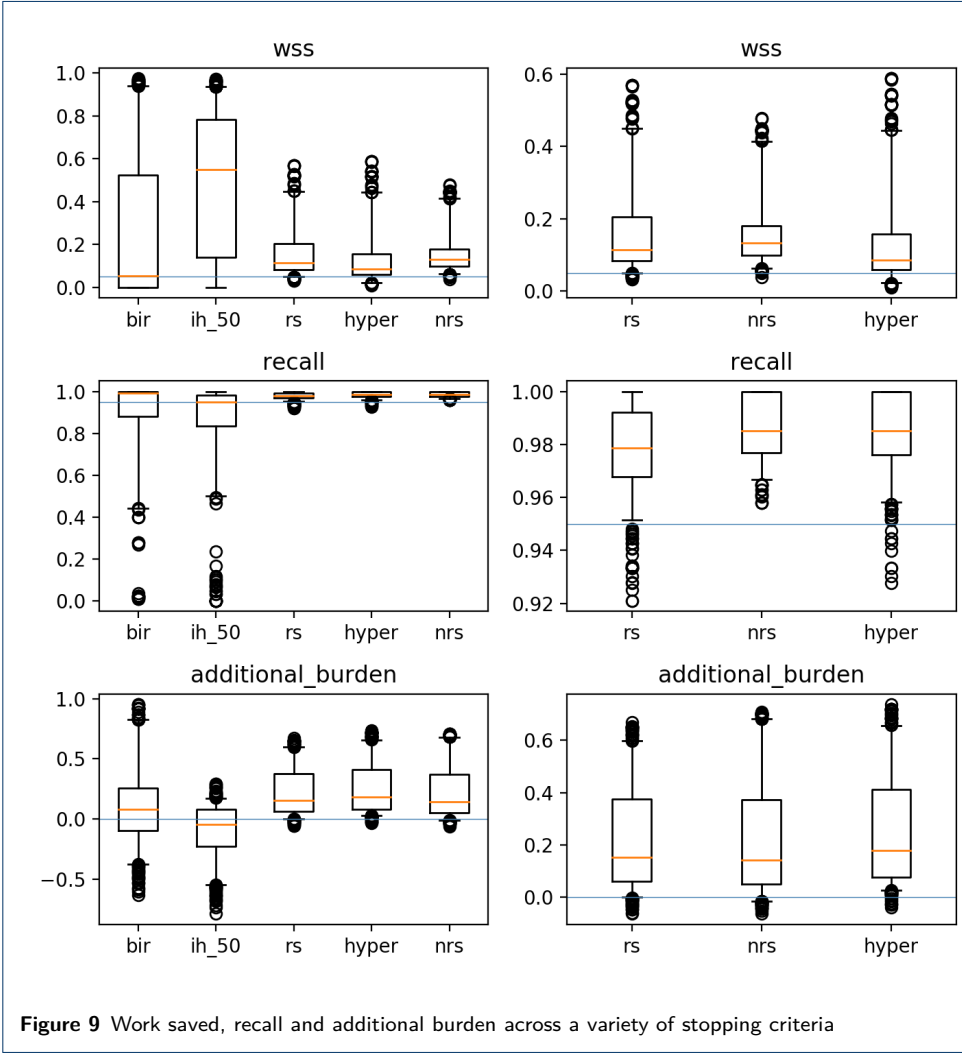 wss
1.0
0.8
0.6
0.4
0.2
0.0
bir ih_50 rs hyper nrs
wss
0.6
0.4
0.2
0.0
rs nrs hyper
recall
1.0
0.8
0.6
0.4
0.2
0.0
bir ih_50 rs hyper nrs
recall
1.00
0.98
0.96
0.94
0.92
rs nrs hyper
additional_burden
1.0
0.5
0.0
−0.5
bir ih_50 rs hyper nrs
additional_burden
0.6
0.4
0.2
0.0
rs nrs hyper
Figure 9 Work saved, recall and additional burden across a variety of stopping criteria